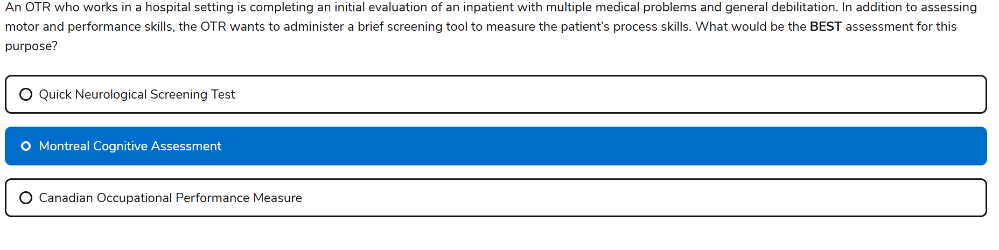 An OTR who works in a hospital setting is completing an initial evaluation of an inpatient with multiple medical problems and general debilitation. In addition to assessing
motor and performance skills, the OTR wants to administer a brief screening tool to measure the patient’s process skills. What would be the BEST assessment for this
purpose?
Quick Neurological Screening Test
Montreal Cognitive Assessment
Canadian Occupational Performance Measure